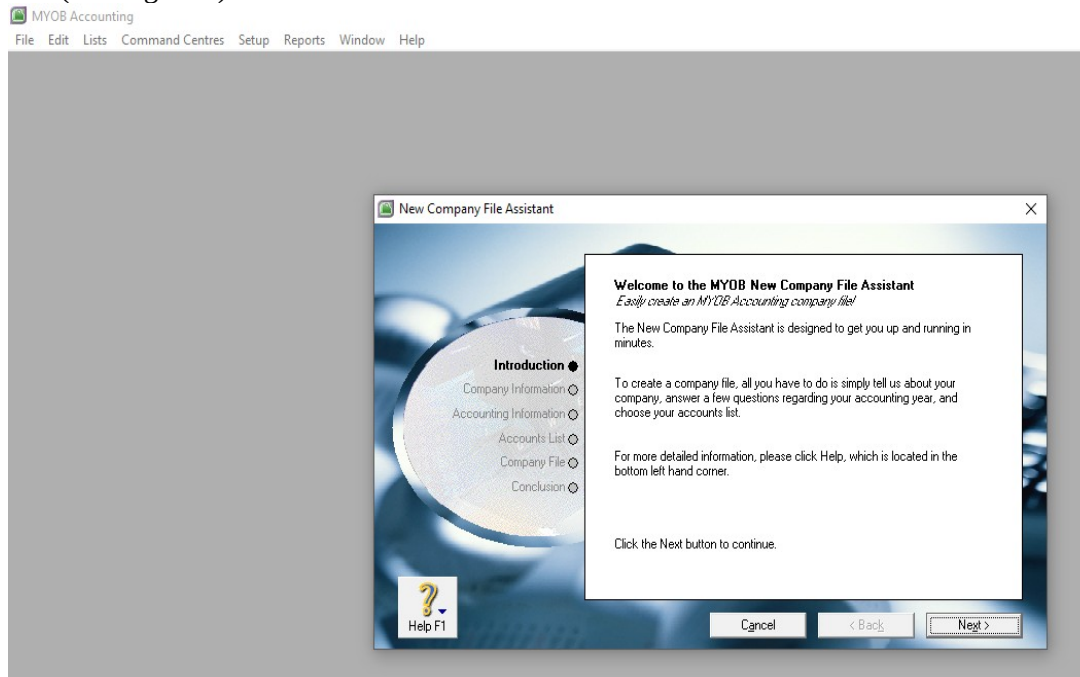 MYOB Accounting
File Edit Lists Command Centres Setup Reports Window Help
New Company File Assistant
Welcome to the MYOB New Company File Assistant
Easily create an MYOB Accounting company file!
The New Company File Assistant is designed to get you up and running in
minutes.
To create a company file, all you have to do is simply tell us about your
company, answer a few questions regarding your accounting year, and
choose your accounts list.
For more detailed information, please click Help, which is located in the
bottom left hand corner.
Click the Next button to continue.
Introduction
Company Information
Accounting Information
Accounts List
Company File
Conclusion
Help F1
Cancel
< Back
Next >